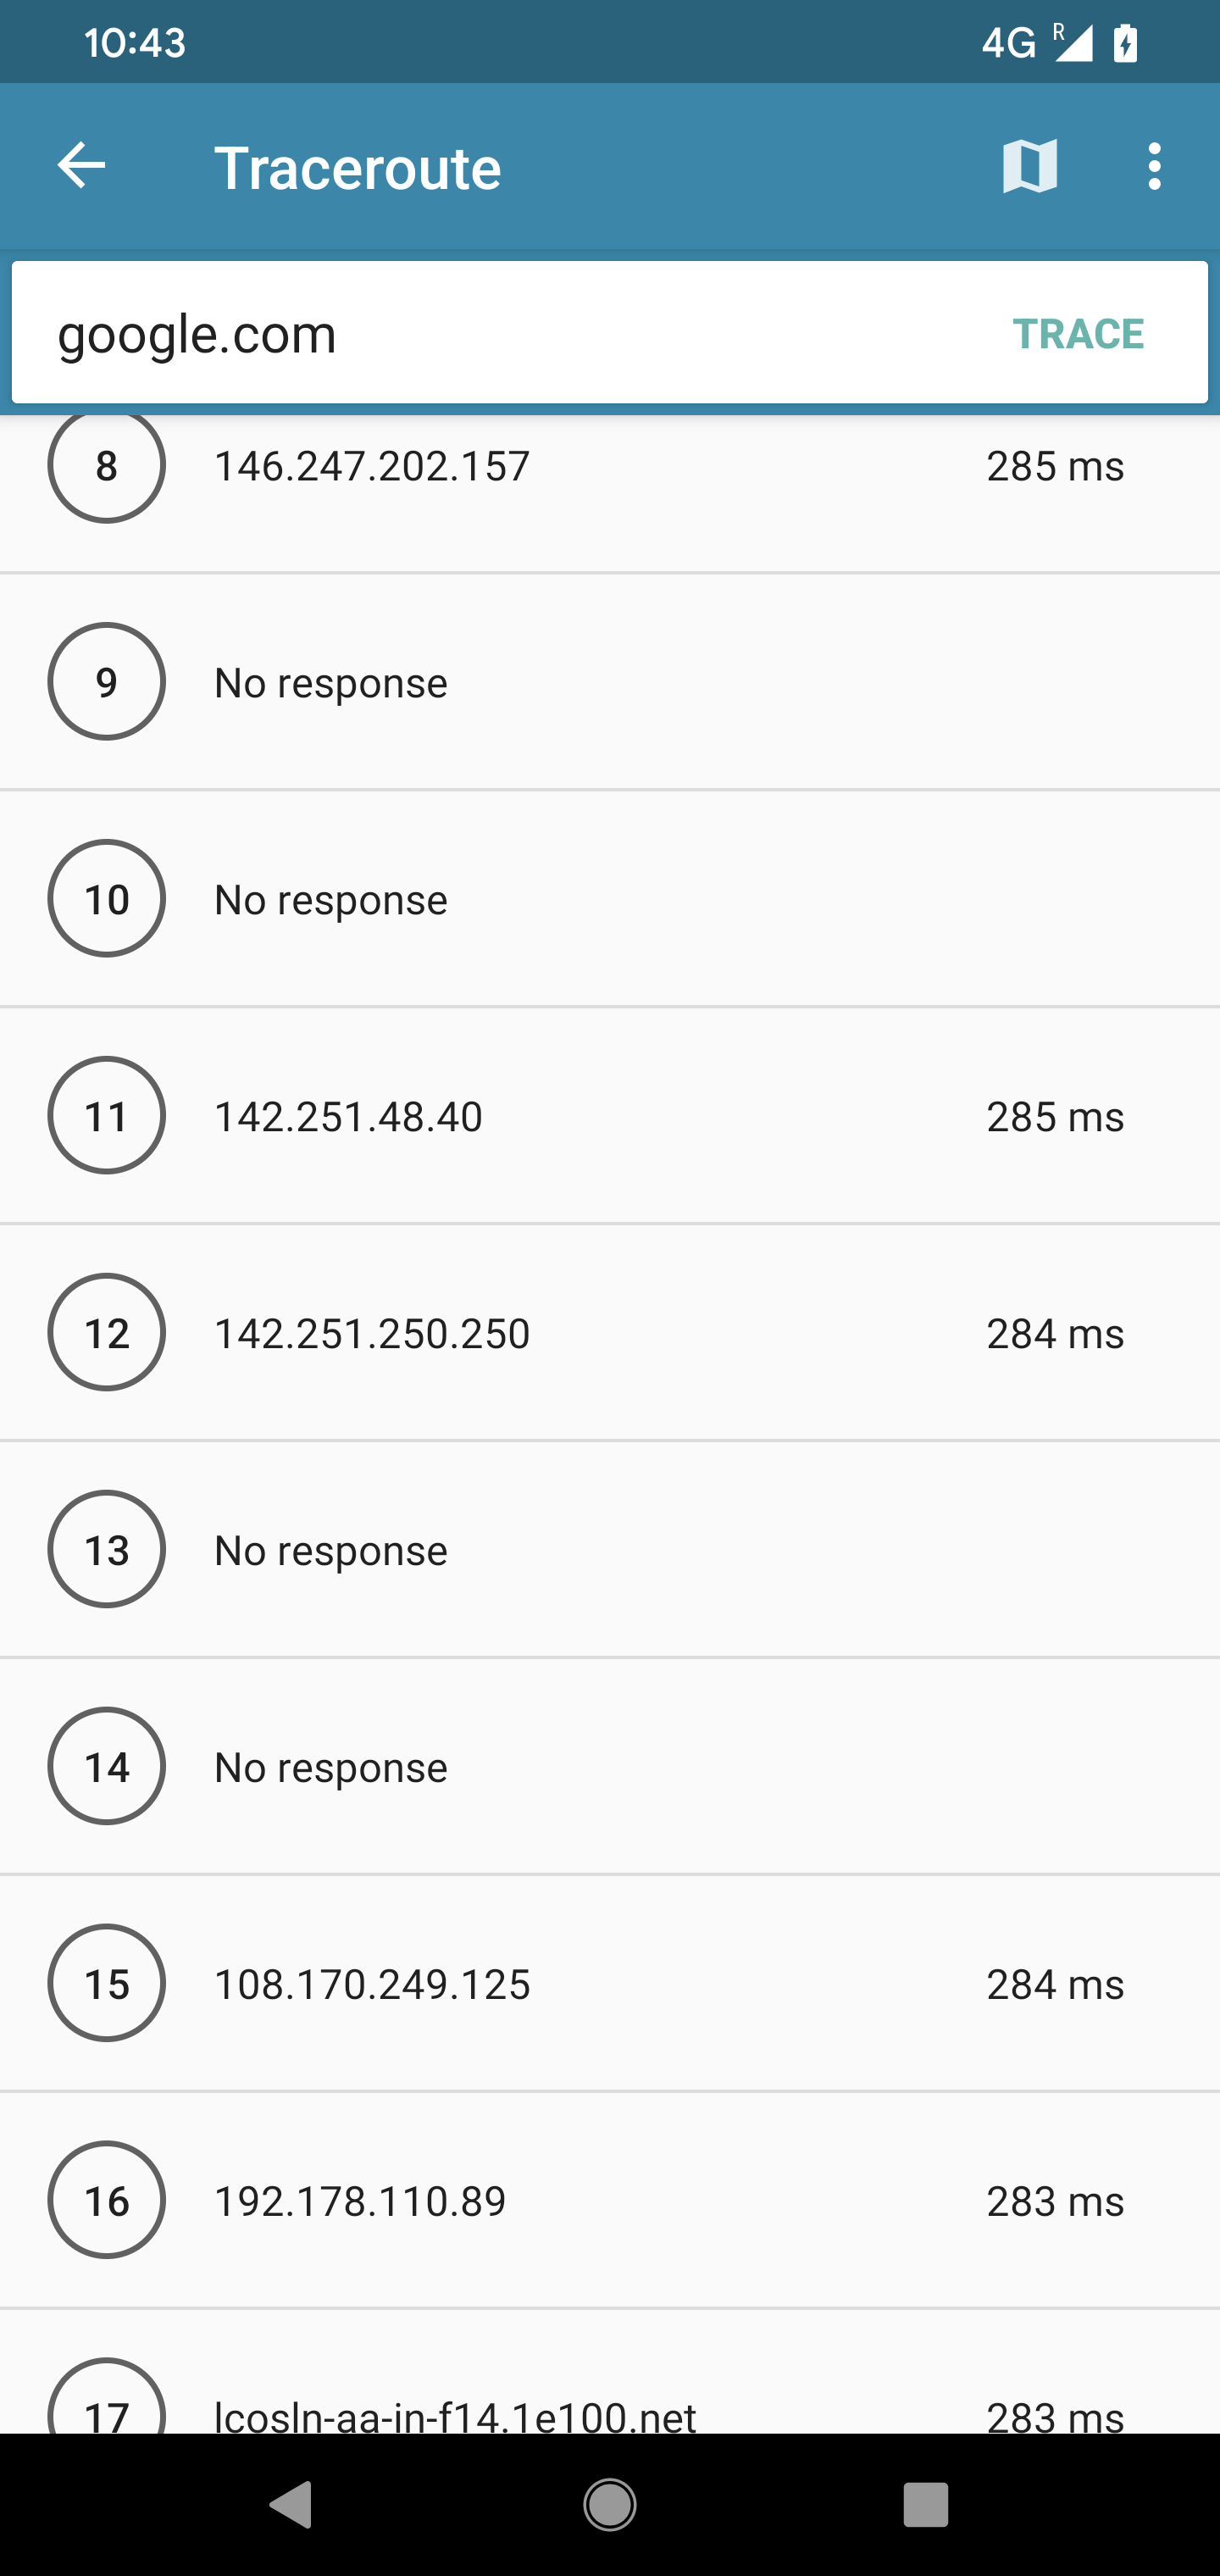 10:43
4G R
Traceroute
google.com
TRACE
8 146.247.202.157 285 ms
9 No response
10 No response
11 142.251.48.40 285 ms
12 142.251.250.250 284 ms
13 No response
14 No response
15 108.170.249.125 284 ms
16 192.178.110.89 283 ms
17 lcosln-aa-in-f14.1e100.net 283 ms